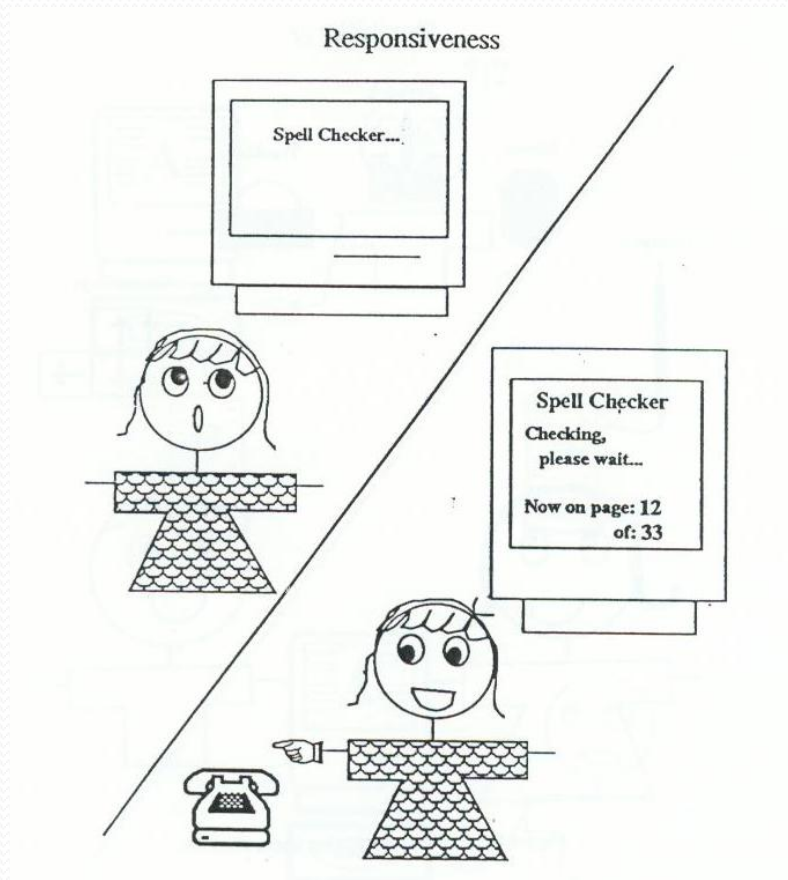 Responsiveness
Spell Checker...
Spell Checker
Checking,
please wait...
Now on page: 12
of: 33